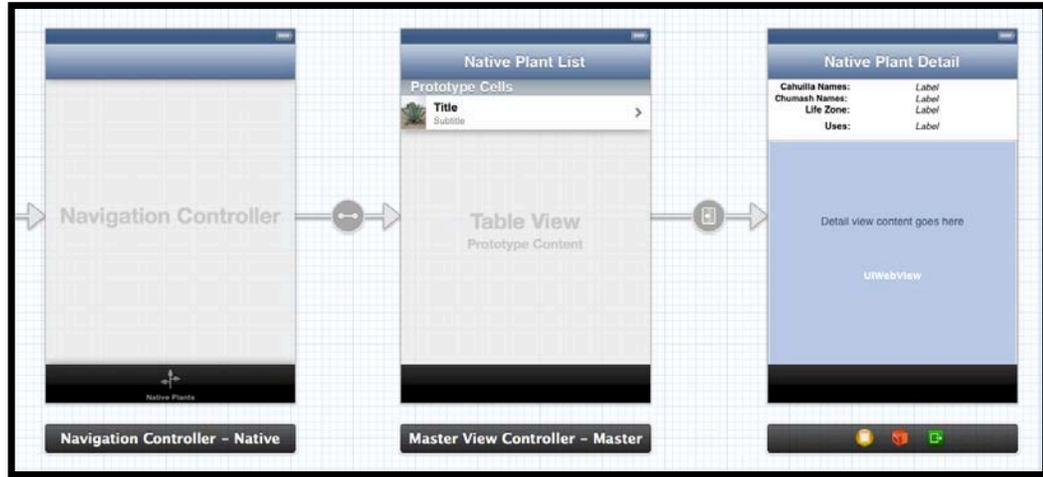 Navigation Controller
Native Plants
Navigation Controller – Native
Native Plant List
Prototype Cells
Title
Subtitle
Table View
Prototype Content
Master View Controller – Master
Native Plant Detail
Cahuilla Names: Label
Chumash Names: Label
Life Zone: Label
Uses: Label
Detail view content goes here
UIWebView